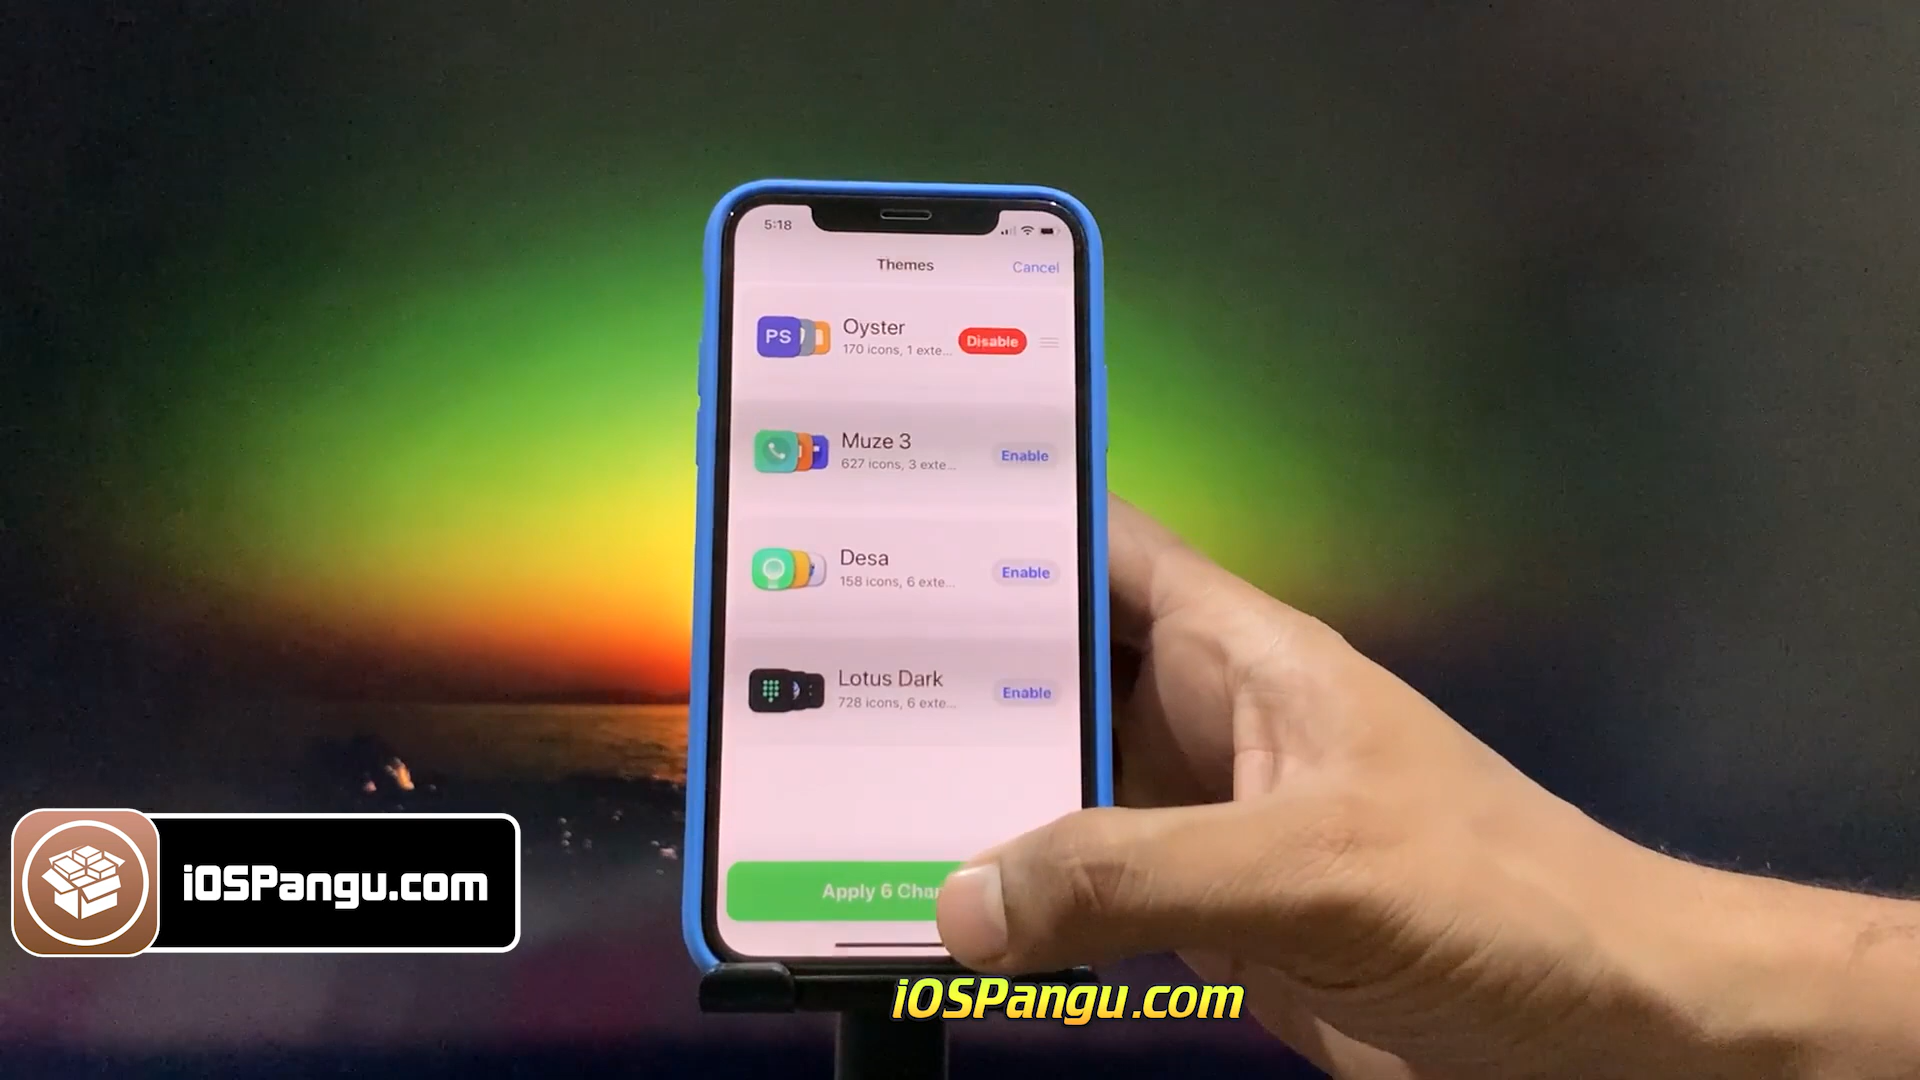 5:18
Themes
Cancel
PS
Oyster
170 icons, 1 exte...
Disable
Muze 3
627 icons, 3 exte...
Enable
Desa
158 icons, 6 exte...
Enable
Lotus Dark
728 icons, 6 exte...
Enable
Apply 6
iOSPangu.com
iOSPangu.com